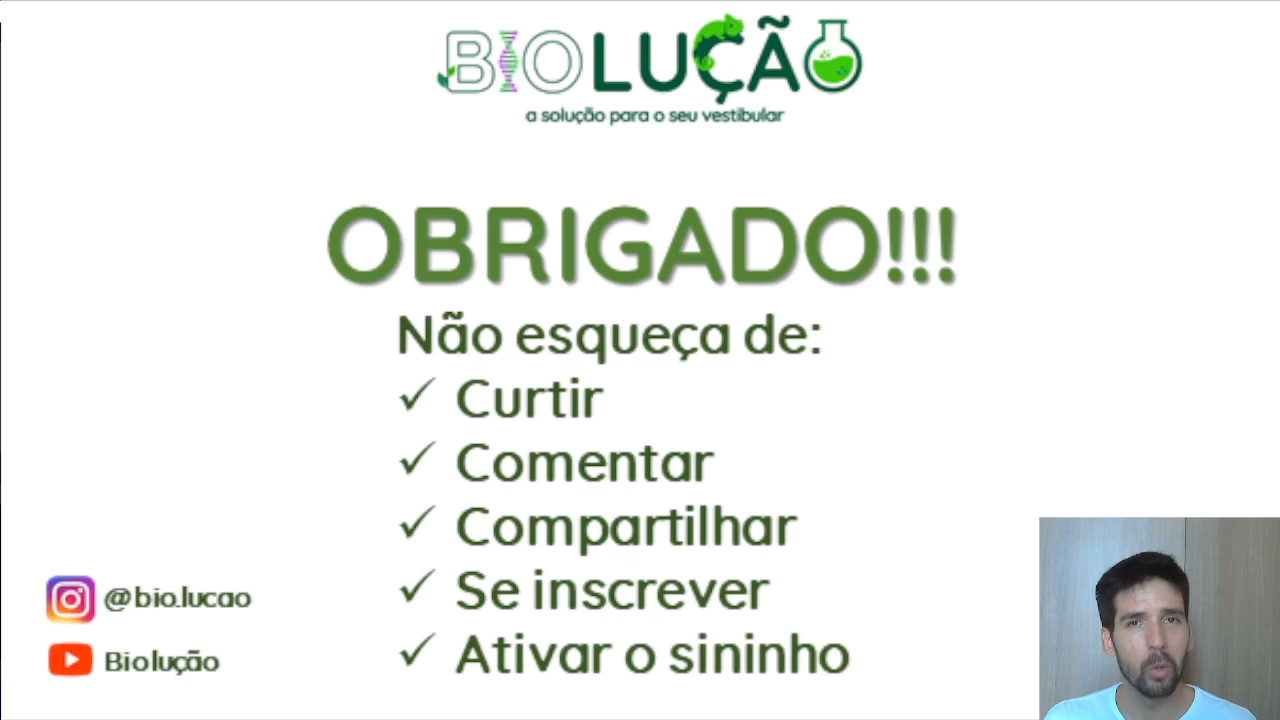 BIOLUÇÃO
a solução para o seu vestibular
OBRIGADO!!!
Não esqueça de:
✓ Curtir
✓ Comentar
✓ Compartilhar
✓ Se inscrever
✓ Ativar o sininho
@bio.lucao
Biolução